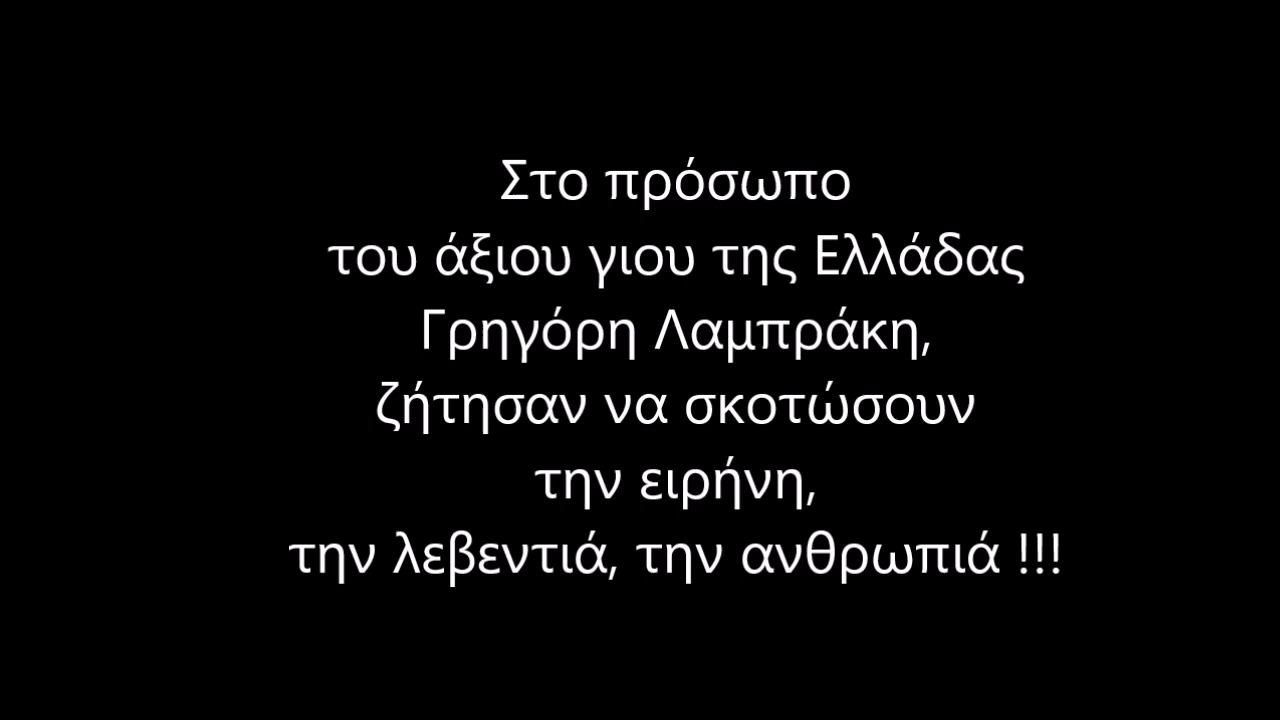 Στο πρόσωπο
του άξιου γιου της Ελλάδας
Γρηγόρη Λαμπράκη,
ζήτησαν να σκοτώσουν
την ειρήνη,
την λεβεντιά, την ανθρωπιά !!!